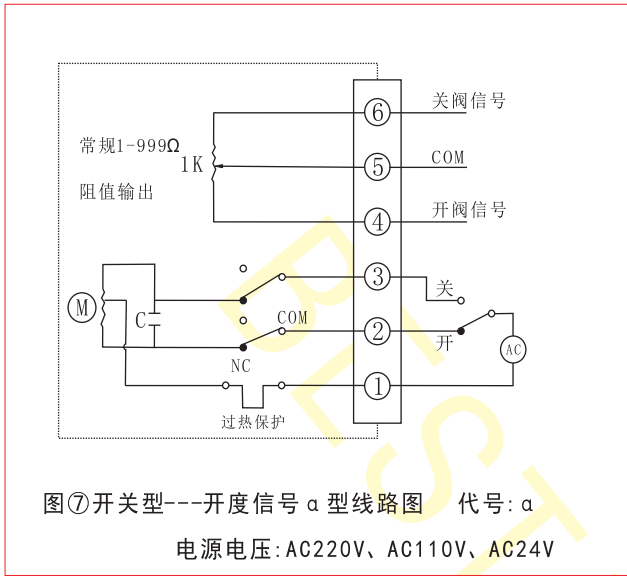 ⑥ 关阀信号
常规1-999Ω
1K
⑤ COM
阻值输出
④ 开阀信号
③ 关
M C COM ② 开 AC
NC
①
过热保护
图⑦开关型---开度信号α型线路图 代号:α
电源电压:AC220V、AC110V、AC24V
BEST